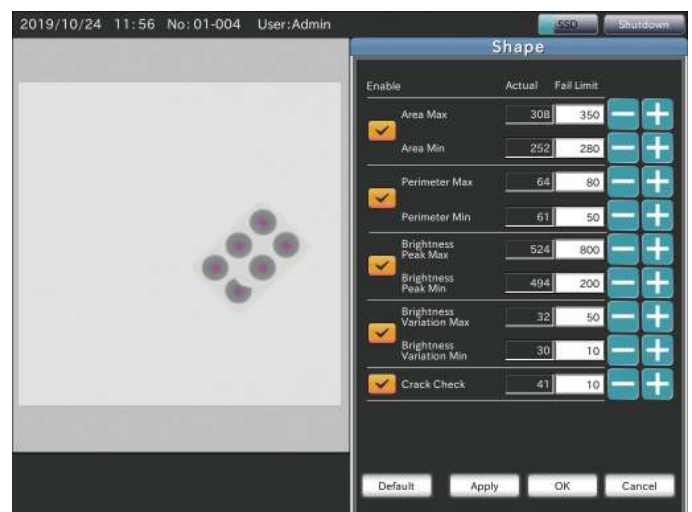 2019/10/24 11:56 No: 01-004 User:Admin SSD Shutdown
Shape
Enable Actual Fail Limit
Area Max 308 350
Area Min 252 280
Perimeter Max 64 80
Perimeter Min 61 50
Brightness
Peak Max 524 800
Brightness
Peak Min 494 200
Brightness
Variation Max 32 50
Brightness
Variation Min 30 10
Crack Check 41 10
Default Apply OK Cancel